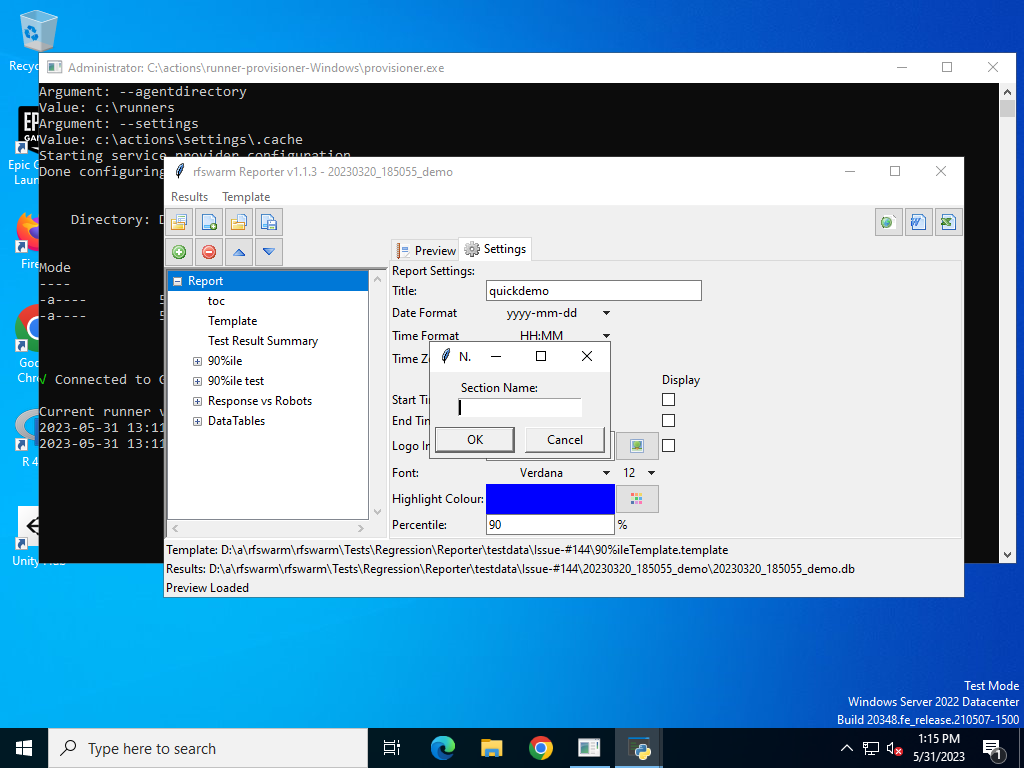 Administrator: C:\actions\runner-provisioner-Windows\provisioner.exe
Argument: --agentdirectory
Value: c:\runners
Argument: --settings
Value: c:\actions\settings\.cache
Starting service provider configuration
Done configuring
Directory: D
Mode
----
-a----
-a----
√ Connected to G
Current runner v
2023-05-31 13:11
2023-05-31 13:11
rfswarm Reporter v1.1.3 - 20230320_185055_demo
Results Template
Preview Settings
Report
toc
Template
Test Result Summary
90%ile
90%ile test
Response vs Robots
DataTables
Report Settings:
Title: quickdemo
Date Format yyyy-mm-dd
Time Format HH:MM
Time Z
Display
Start Ti
End Tim
Logo In
Font: Verdana 12
Highlight Colour:
Percentile: 90 %
N.
Section Name:
OK Cancel
Template: D:\a\rfswarm\rfswarm\Tests\Regression\Reporter\testdata\Issue-#144\90%ileTemplate.template
Results: D:\a\rfswarm\rfswarm\Tests\Regression\Reporter\testdata\Issue-#144\20230320_185055_demo\20230320_185055_demo.db
Preview Loaded
Recyc
Epic G
Laun
Firef
Goo
Chr
R 4
Unity Hub
Test Mode
Windows Server 2022 Datacenter
Build 20348.fe_release.210507-1500
Type here to search
1:15 PM
5/31/2023
1